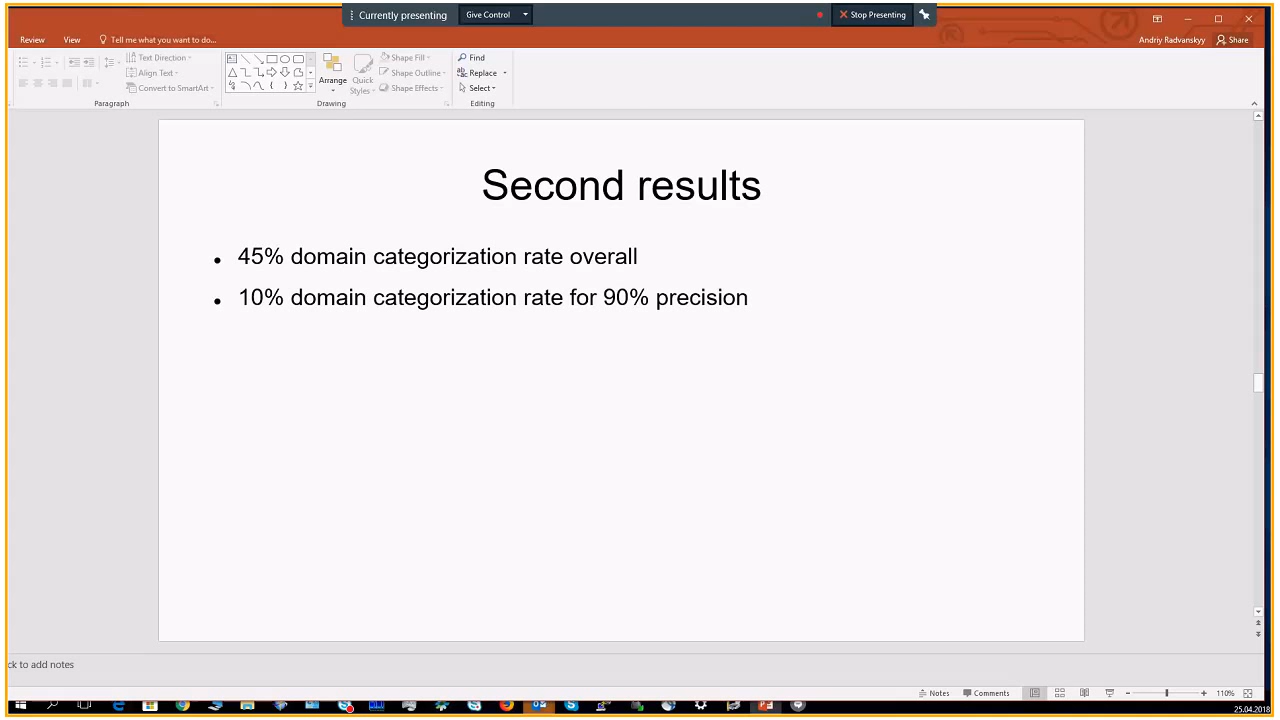 Currently presenting
Give Control
Stop Presenting
Review
View
Tell me what you want to do...
Andriy Radvanskyy
Share
Text Direction
Align Text
Convert to SmartArt
Paragraph
Arrange
Quick Styles
Shape Fill
Shape Outline
Shape Effects
Drawing
Find
Replace
Select
Editing
Second results
• 45% domain categorization rate overall
• 10% domain categorization rate for 90% precision
ck to add notes
Notes
Comments
110%
25.04.2018